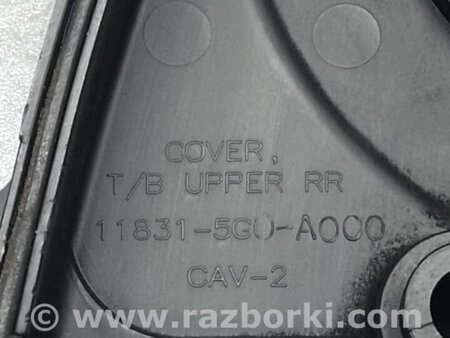 COVER,
T/B UPPER RR
11831-5G0-A000
CAV-2
www.razborki.com